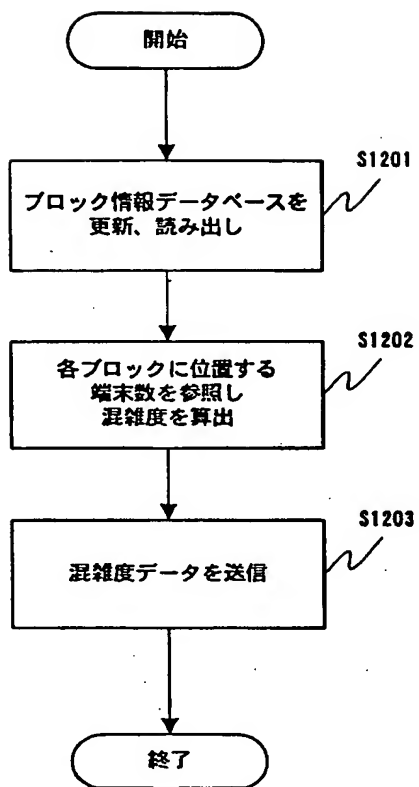 開始
S1201
ブロック情報データベースを
更新、読み出し
S1202
各ブロックに位置する
端末数を参照し
混雑度を算出
S1203
混雑度データを送信
終了